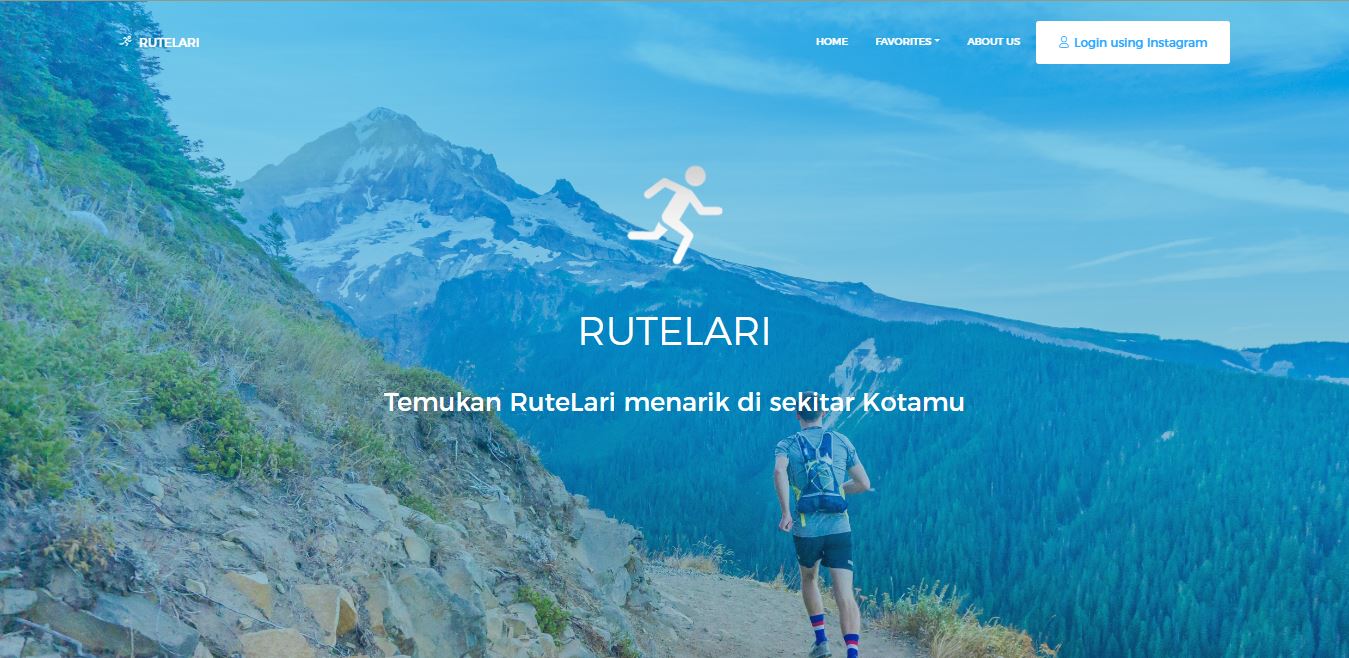 RUTELARI
HOME
FAVORITES
ABOUT US
Login using Instagram
RUTELARI
Temukan RuteLari menarik di sekitar Kotamu